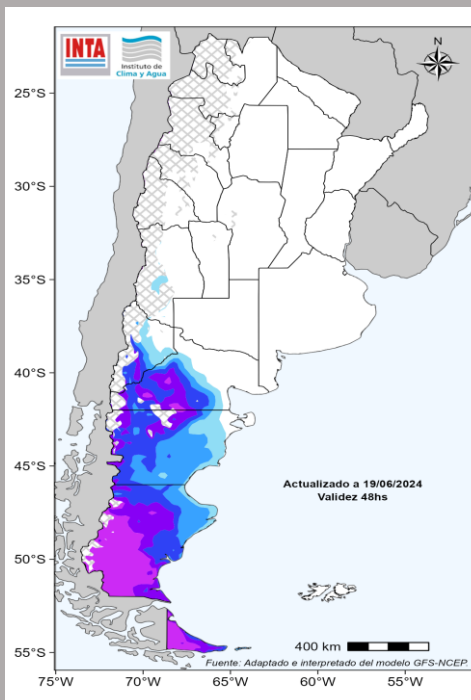 INTA
Instituto de
Clima y Agua
N
25°S
30°S
35°S
40°S
45°S
50°S
55°S
Actualizado a 19/06/2024
Validez 48hs
400 km
Fuente: Adaptado e interpretado del modelo GFS-NCEP.
75°W
70°W
65°W
60°W
55°W